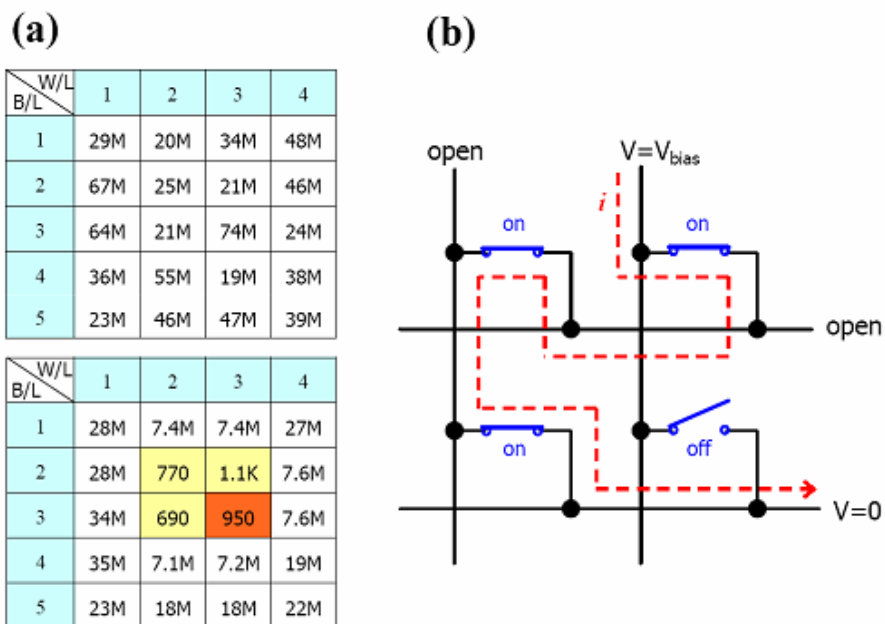 (a)
W/L
B/L 1 2 3 4
1 29M 20M 34M 48M
2 67M 25M 21M 46M
3 64M 21M 74M 24M
4 36M 55M 19M 38M
5 23M 46M 47M 39M
W/L
B/L 1 2 3 4
1 28M 7.4M 7.4M 27M
2 28M 770 1.1K 7.6M
3 34M 690 950 7.6M
4 35M 7.1M 7.2M 19M
5 23M 18M 18M 22M
(b)
open V=Vbias
i
on on
open
on off
V=0